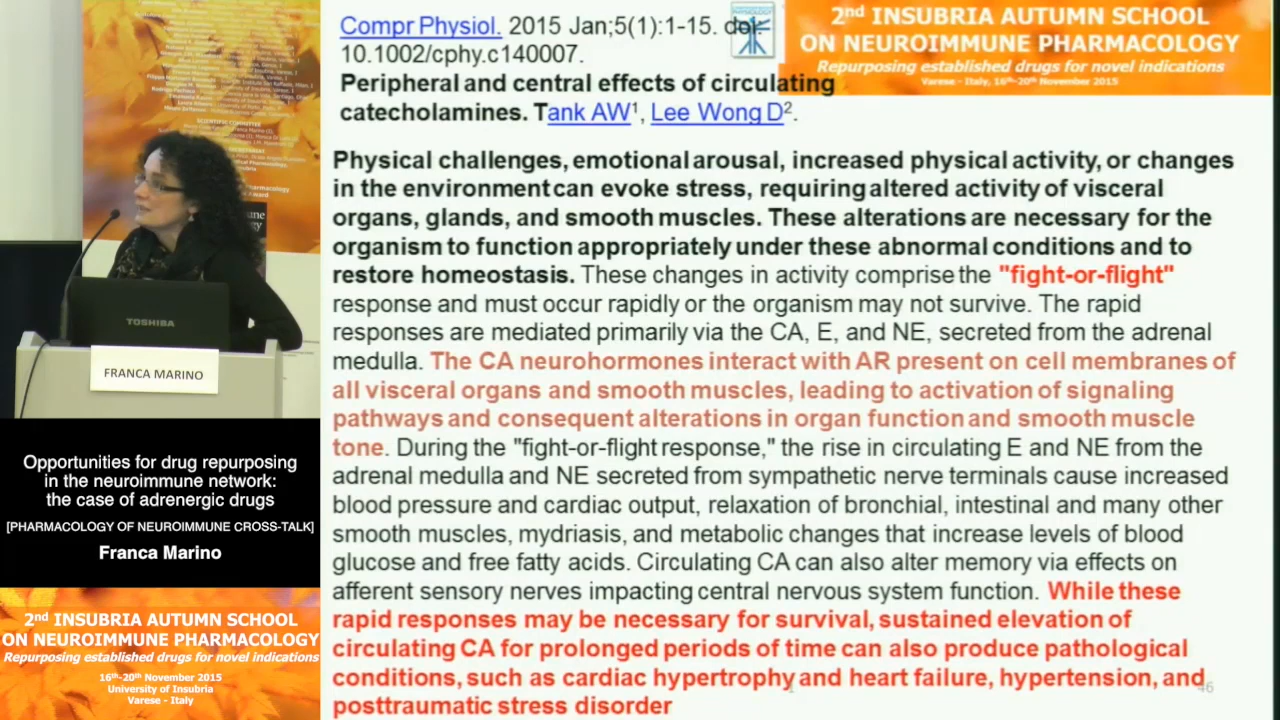 Compr Physiol. 2015 Jan;5(1):1-15. doi:
10.1002/cphy.c140007.
Peripheral and central effects of circulating
catecholamines. Tank AW1, Lee Wong D2.
2nd INSUBRIA AUTUMN SCHOOL
ON NEUROIMMUNE PHARMACOLOGY
Repurposing established drugs for novel indications
Varese - Italy, 16th-20th November 2015
Physical challenges, emotional arousal, increased physical activity, or changes
in the environment can evoke stress, requiring altered activity of visceral
organs, glands, and smooth muscles. These alterations are necessary for the
organism to function appropriately under these abnormal conditions and to
restore homeostasis. These changes in activity comprise the "fight-or-flight"
response and must occur rapidly or the organism may not survive. The rapid
responses are mediated primarily via the CA, E, and NE, secreted from the adrenal
medulla. The CA neurohormones interact with AR present on cell membranes of
all visceral organs and smooth muscles, leading to activation of signaling
pathways and consequent alterations in organ function and smooth muscle
tone. During the "fight-or-flight response," the rise in circulating E and NE from the
adrenal medulla and NE secreted from sympathetic nerve terminals cause increased
blood pressure and cardiac output, relaxation of bronchial, intestinal and many other
smooth muscles, mydriasis, and metabolic changes that increase levels of blood
glucose and free fatty acids. Circulating CA can also alter memory via effects on
afferent sensory nerves impacting central nervous system function. While these
rapid responses may be necessary for survival, sustained elevation of
circulating CA for prolonged periods of time can also produce pathological
conditions, such as cardiac hypertrophy and heart failure, hypertension, and
posttraumatic stress disorder
46
TOSHIBA
FRANCA MARINO
Opportunities for drug repurposing
in the neuroimmune network:
the case of adrenergic drugs
[PHARMACOLOGY OF NEUROIMMUNE CROSS-TALK]
Franca Marino
2nd INSUBRIA AUTUMN SCHOOL
ON NEUROIMMUNE PHARMACOLOGY
Repurposing established drugs for novel indications
16th-20th November 2015
University of Insubria
Varese - Italy